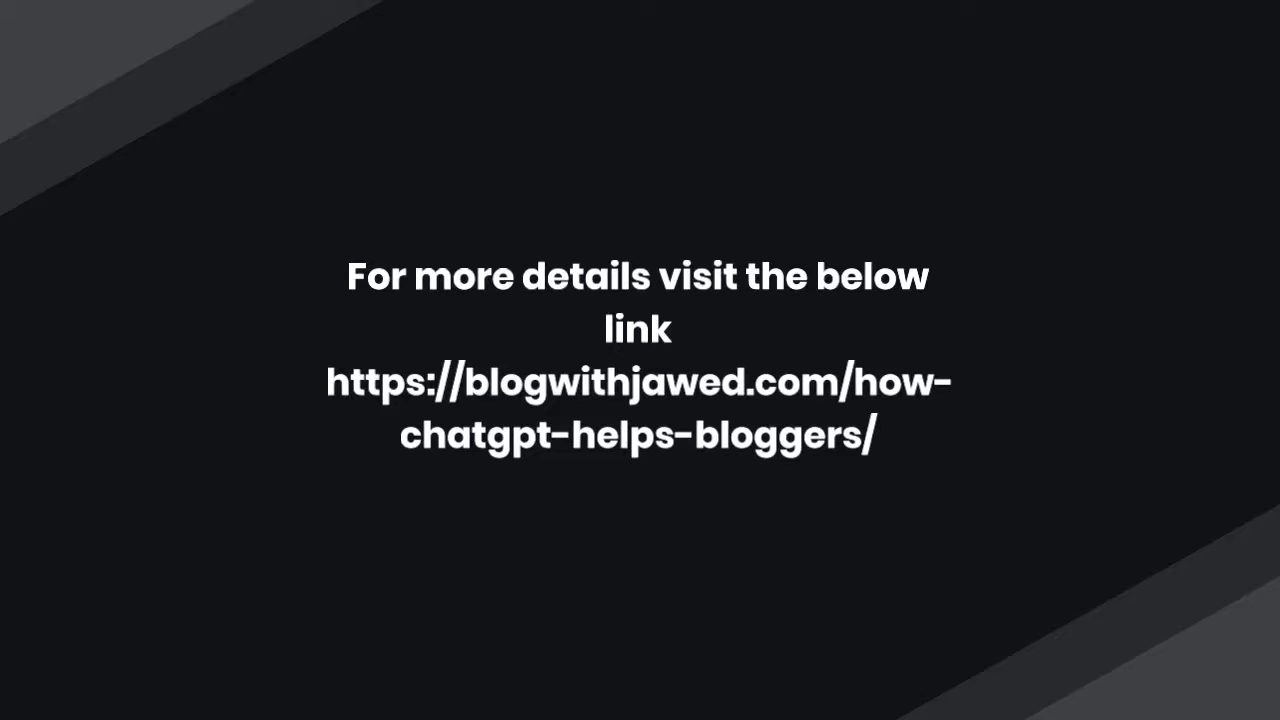 For more details visit the below
link
https://blogwithjawed.com/how-
chatgpt-helps-bloggers/